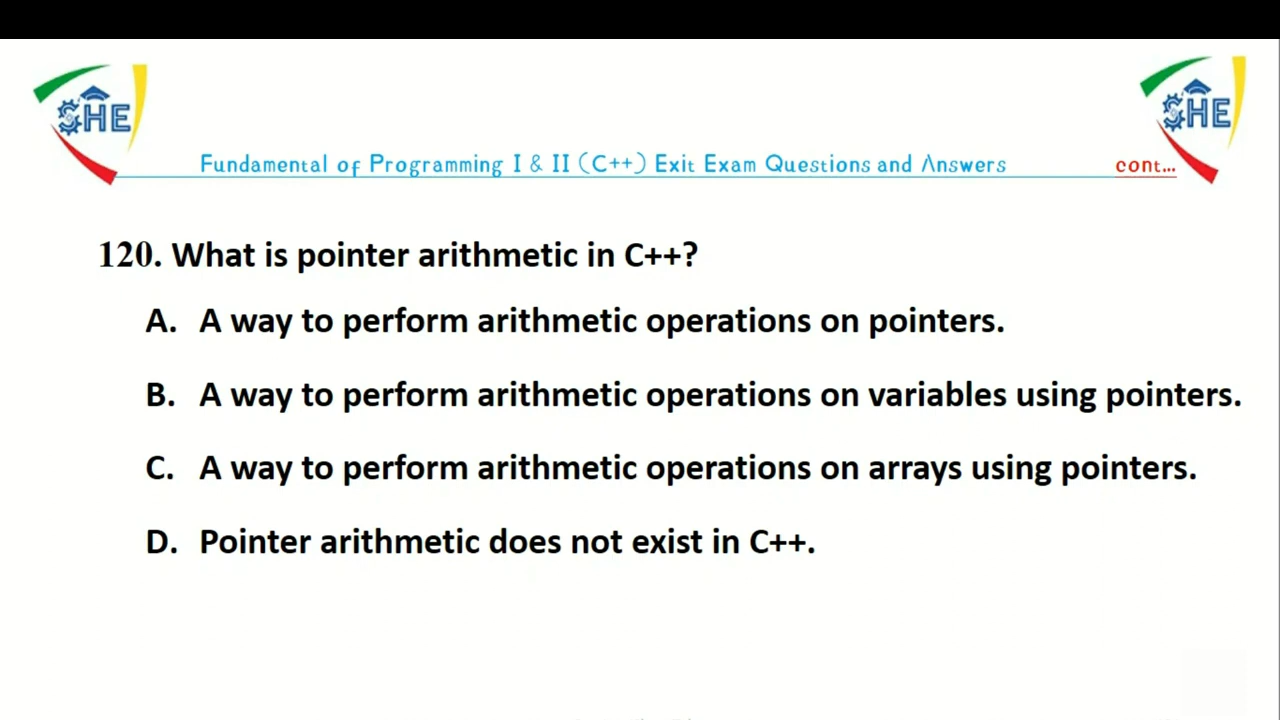 SHE
SHE
Fundamental of Programming I & II (C++) Exit Exam Questions and Answers cont...
120. What is pointer arithmetic in C++?
A. A way to perform arithmetic operations on pointers.
B. A way to perform arithmetic operations on variables using pointers.
C. A way to perform arithmetic operations on arrays using pointers.
D. Pointer arithmetic does not exist in C++.